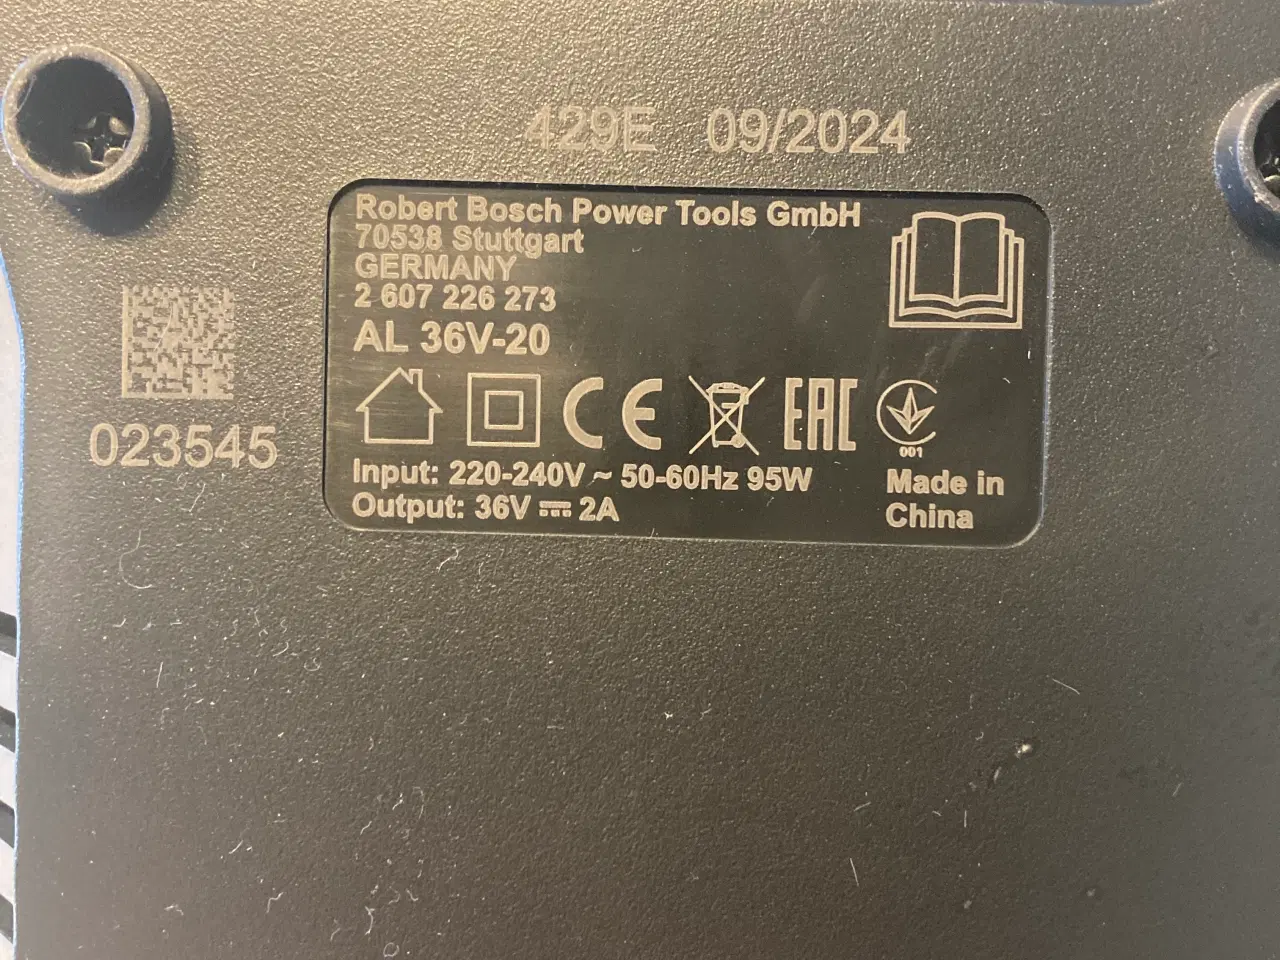 429E 09/2024
Robert Bosch Power Tools GmbH
70538 Stuttgart
GERMANY
2 607 226 273
AL 36V-20
CE EAC
001
Input: 220-240V ~ 50-60Hz 95W
Output: 36V ⎓ 2A
Made in
China
023545